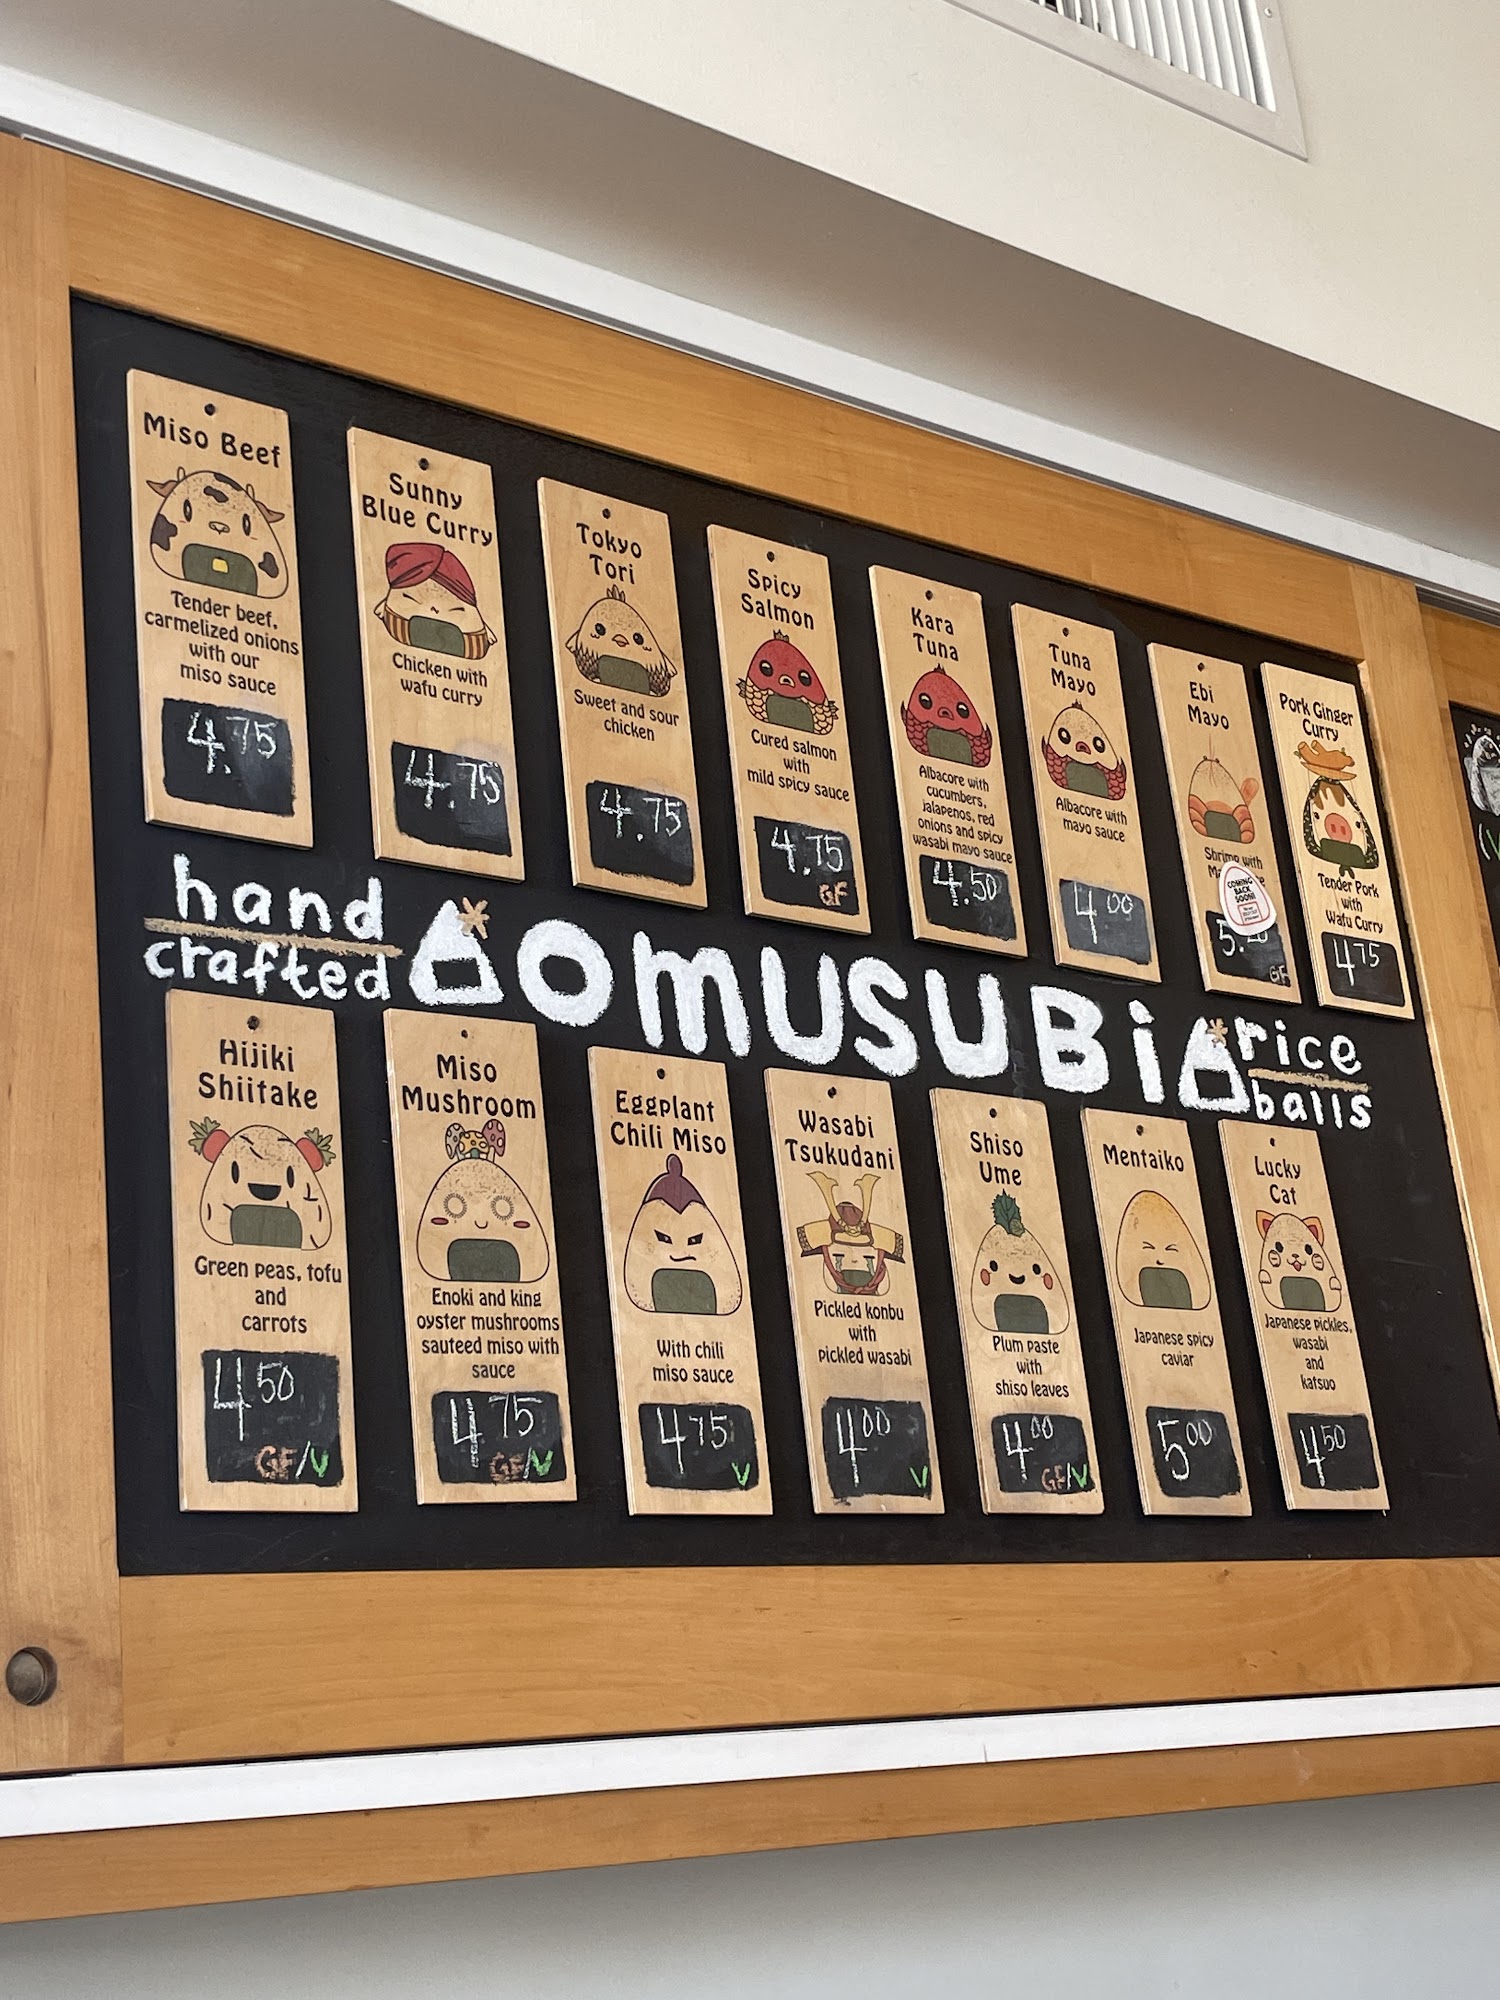 Miso Beef
Tender beef,
carmelized onions
with our
miso sauce
4.75
Sunny
Blue Curry
Chicken with
wafu curry
4.75
Tokyo
Tori
Sweet and sour
chicken
4.75
Spicy
Salmon
Cured salmon
with
mild spicy sauce
4.75
GF
Kara
Tuna
Albacore with
cucumbers,
jalapenos, red
onions and spicy
wasabi mayo sauce
4.50
Tuna
Mayo
Albacore with
mayo sauce
4.00
Ebi
Mayo
Shrimp with
COMING
BACK
SOON!
GF
Pork Ginger
Curry
Tender Pork
with
Wafu Curry
4.75
hand
crafted
OMUSUBi
rice
balls
Hijiki
Shiitake
Green peas, tofu
and
carrots
4 50
GF/V
Miso
Mushroom
Enoki and king
oyster mushrooms
sauteed miso with
sauce
4 75
GF/V
Eggplant
Chili Miso
With chili
miso sauce
4 75
V
Wasabi
Tsukudani
Pickled konbu
with
pickled wasabi
4 00
V
Shiso
Ume
Plum paste
with
shiso leaves
4 00
GF/V
Mentaiko
Japanese spicy
caviar
5 00
Lucky
Cat
Japanese pickles,
wasabi
and
katsuo
4 50